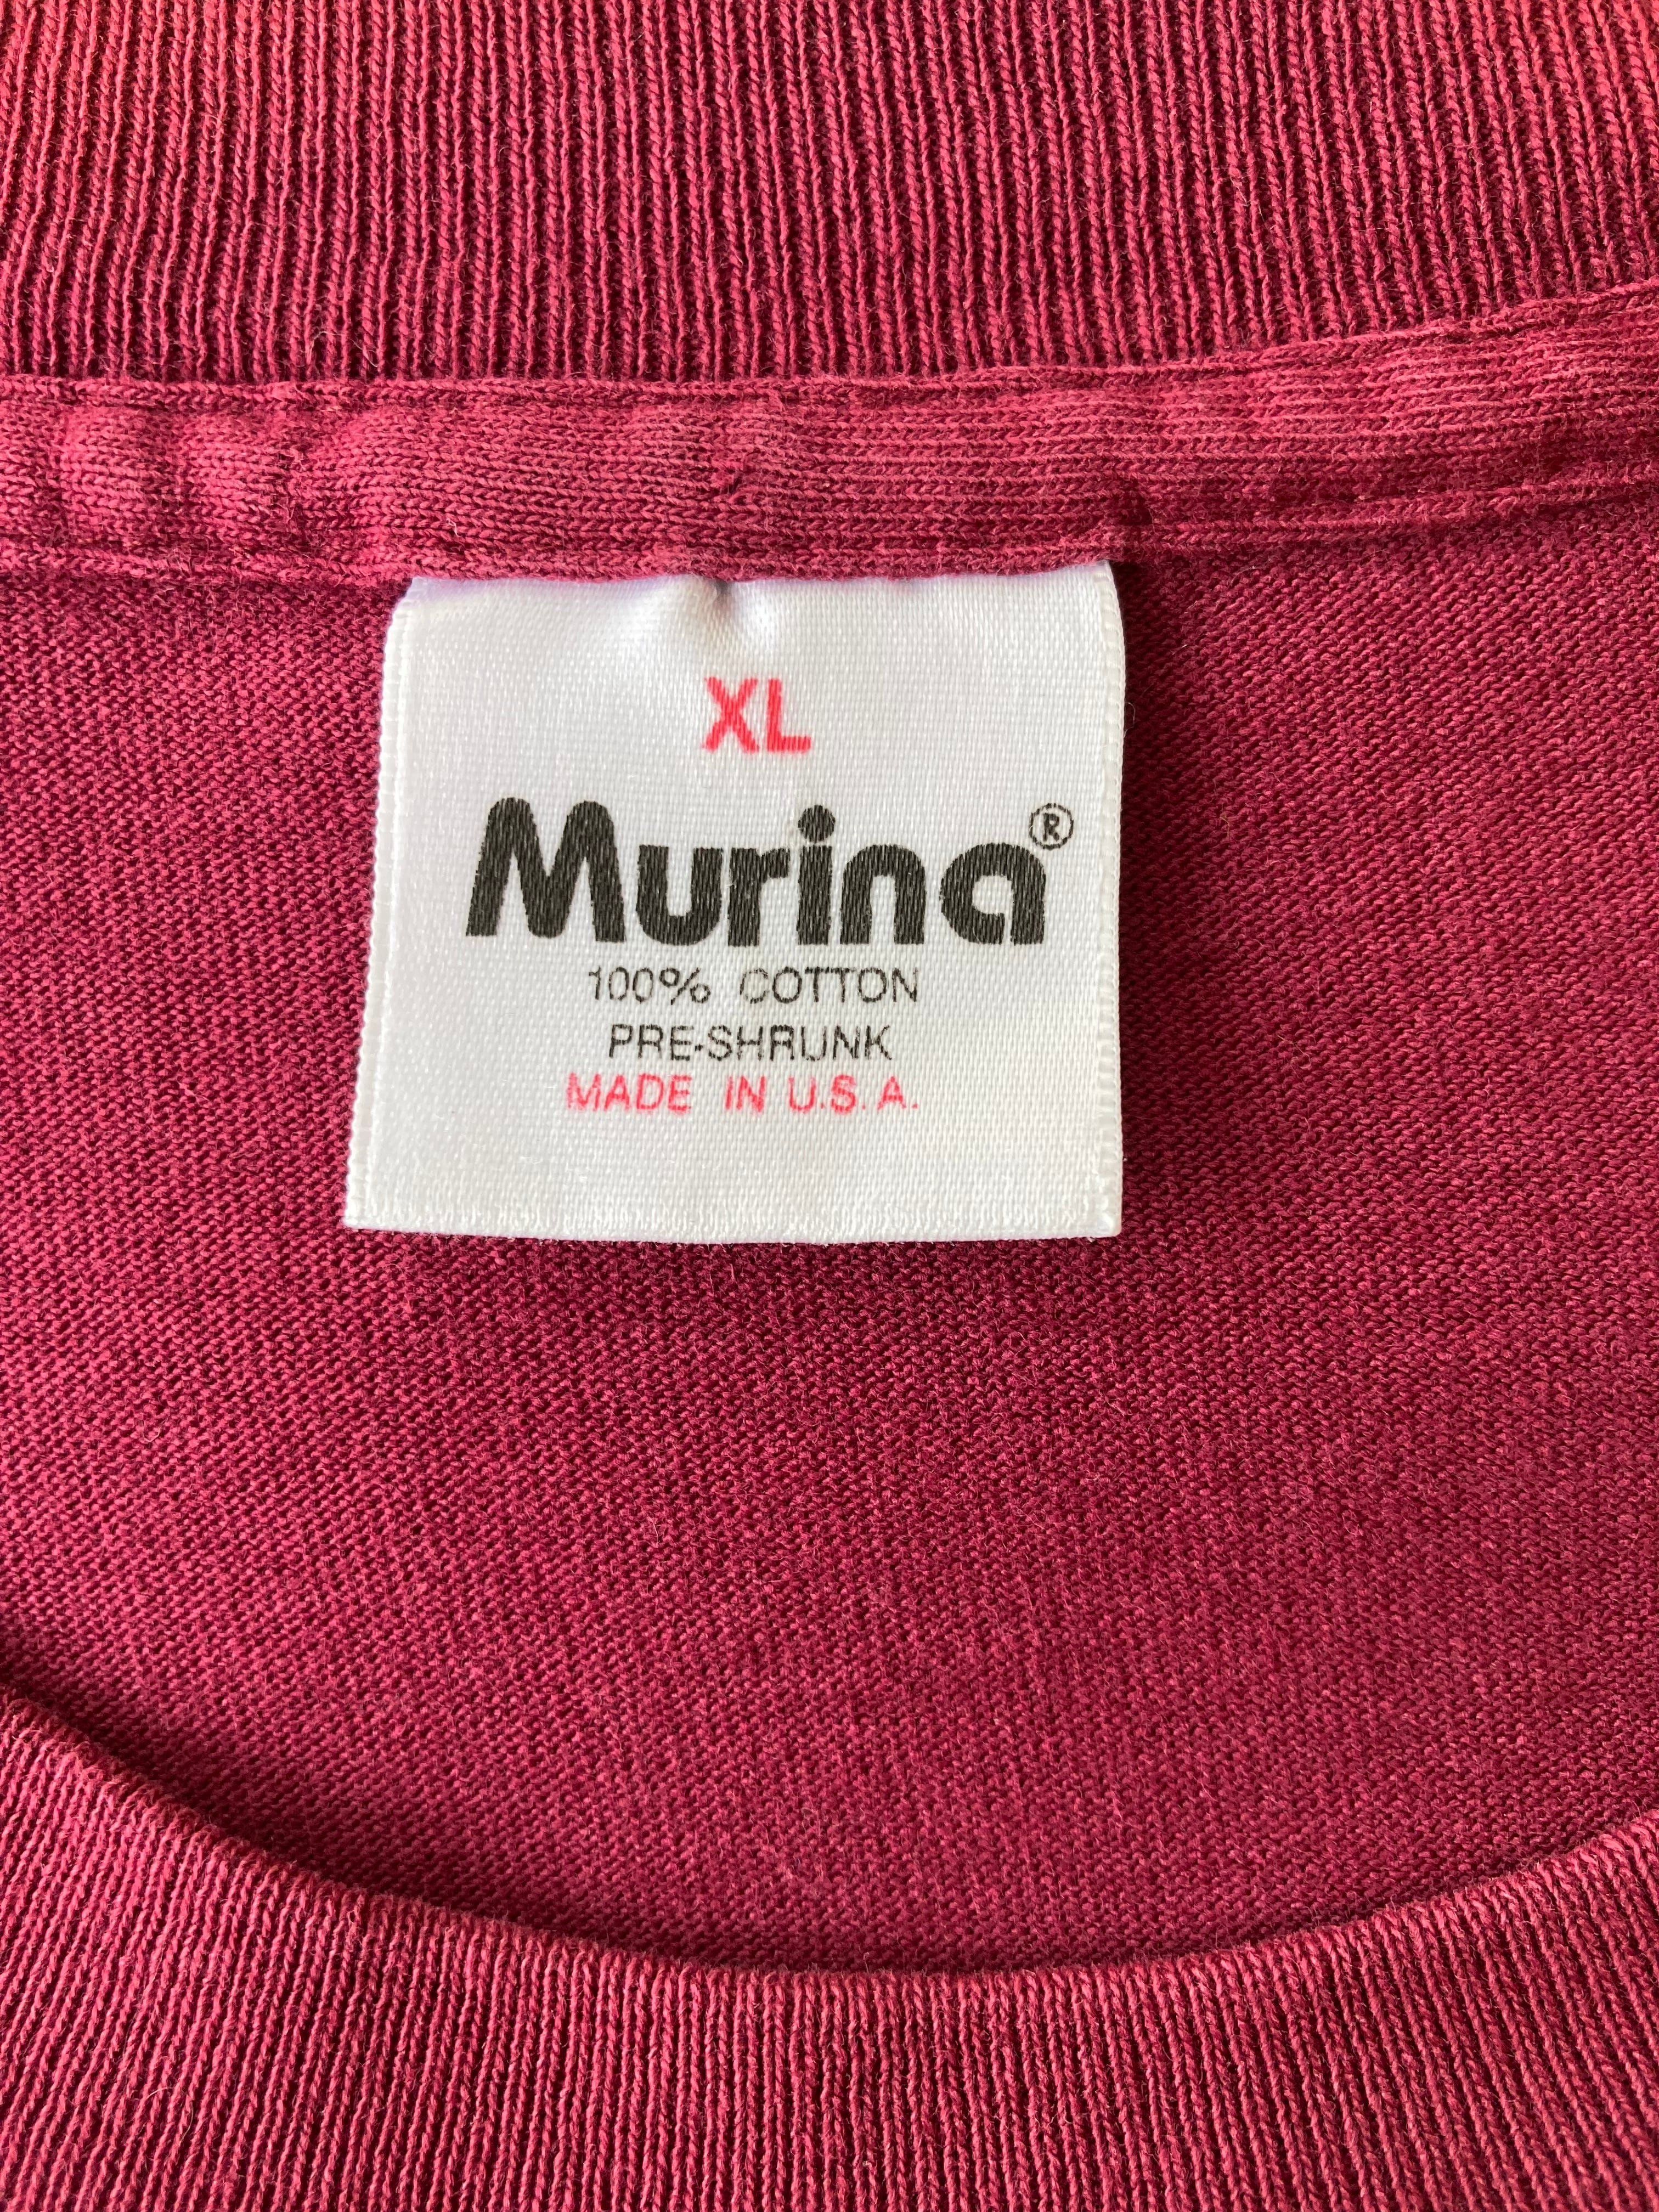 XL
Murina®
100% COTTON
PRE-SHRUNK
MADE IN U.S.A.